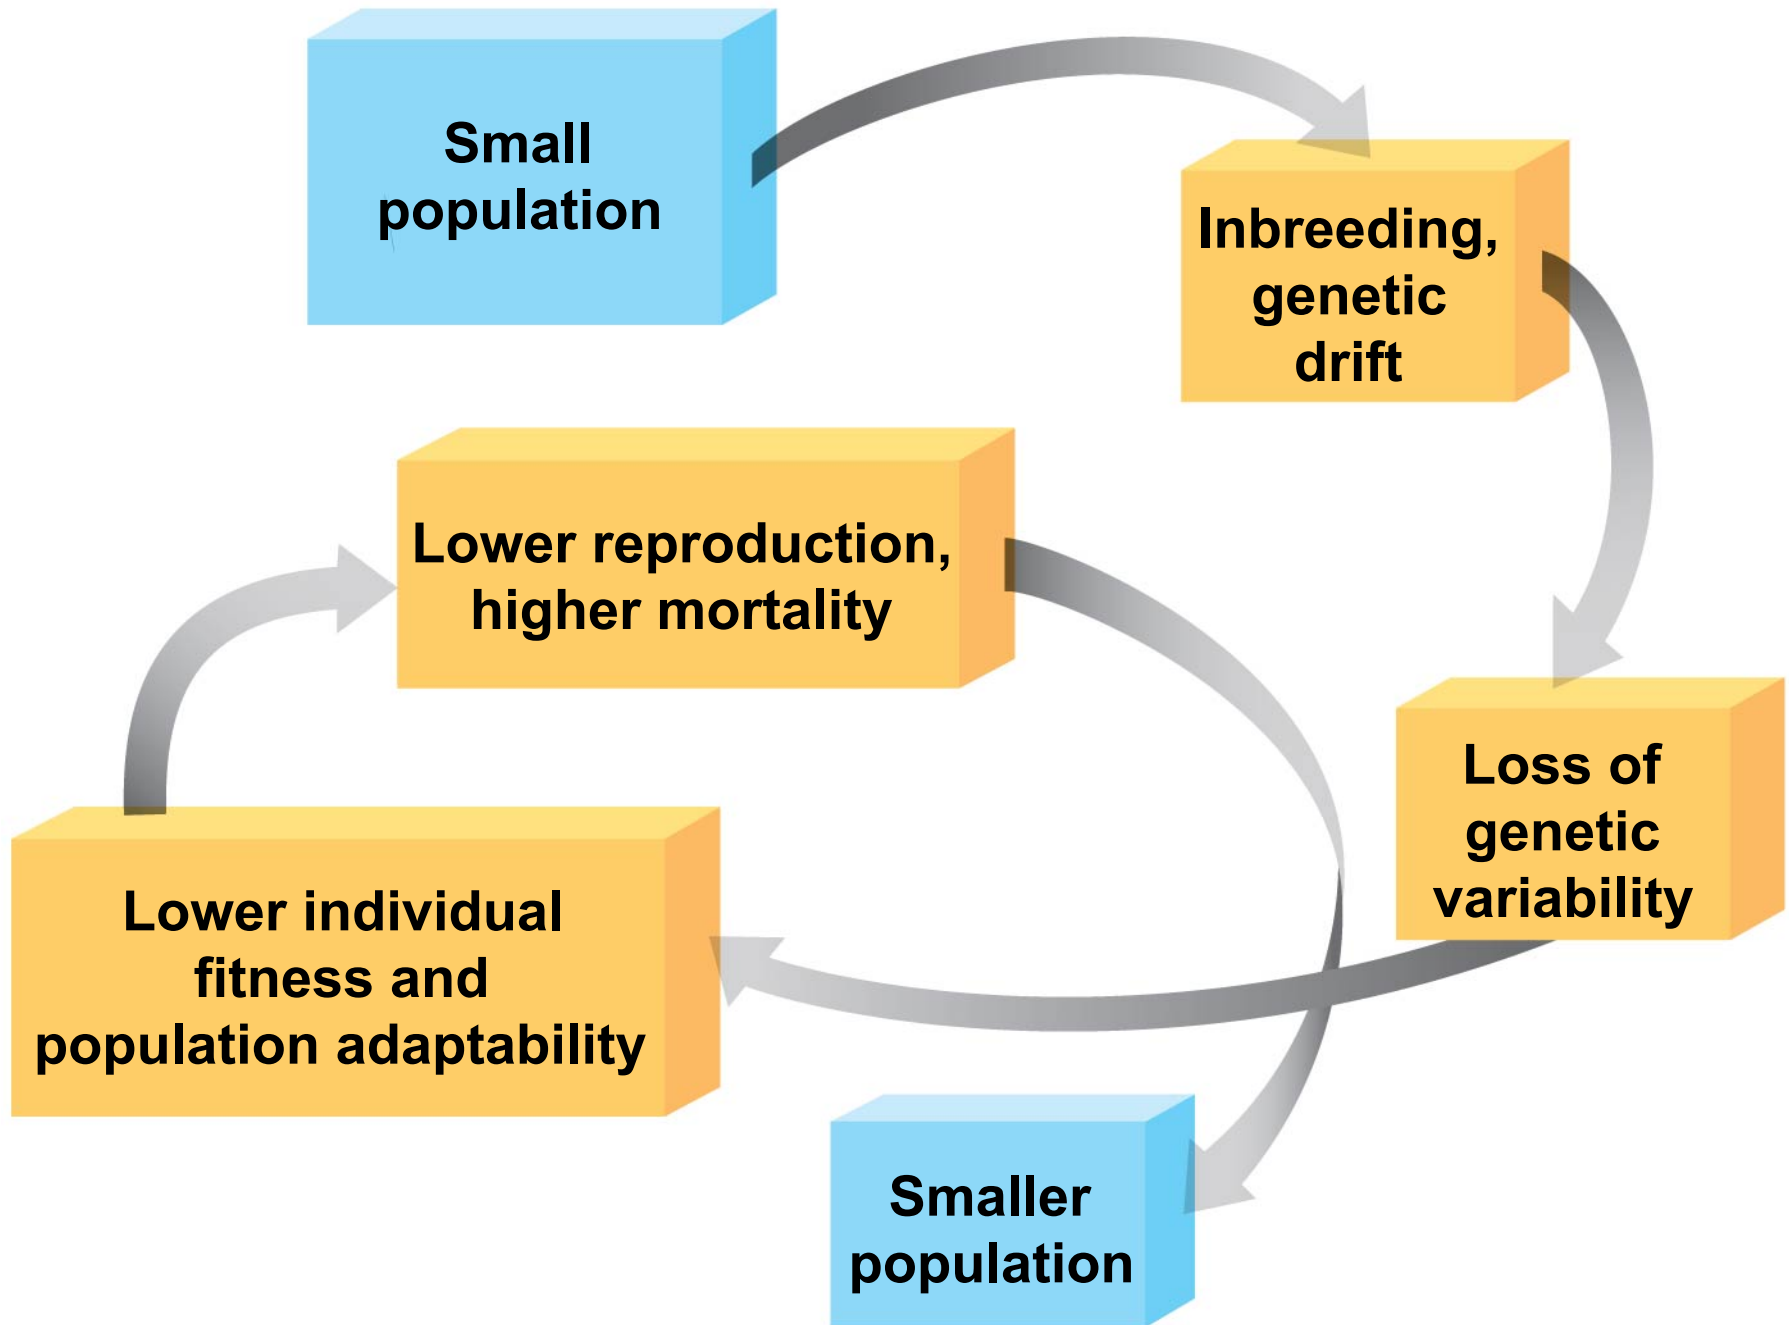 Small
population
Inbreeding,
genetic
drift
Loss of
genetic
variability
Lower individual
fitness and
population adaptability
Lower reproduction,
higher mortality
Smaller
population